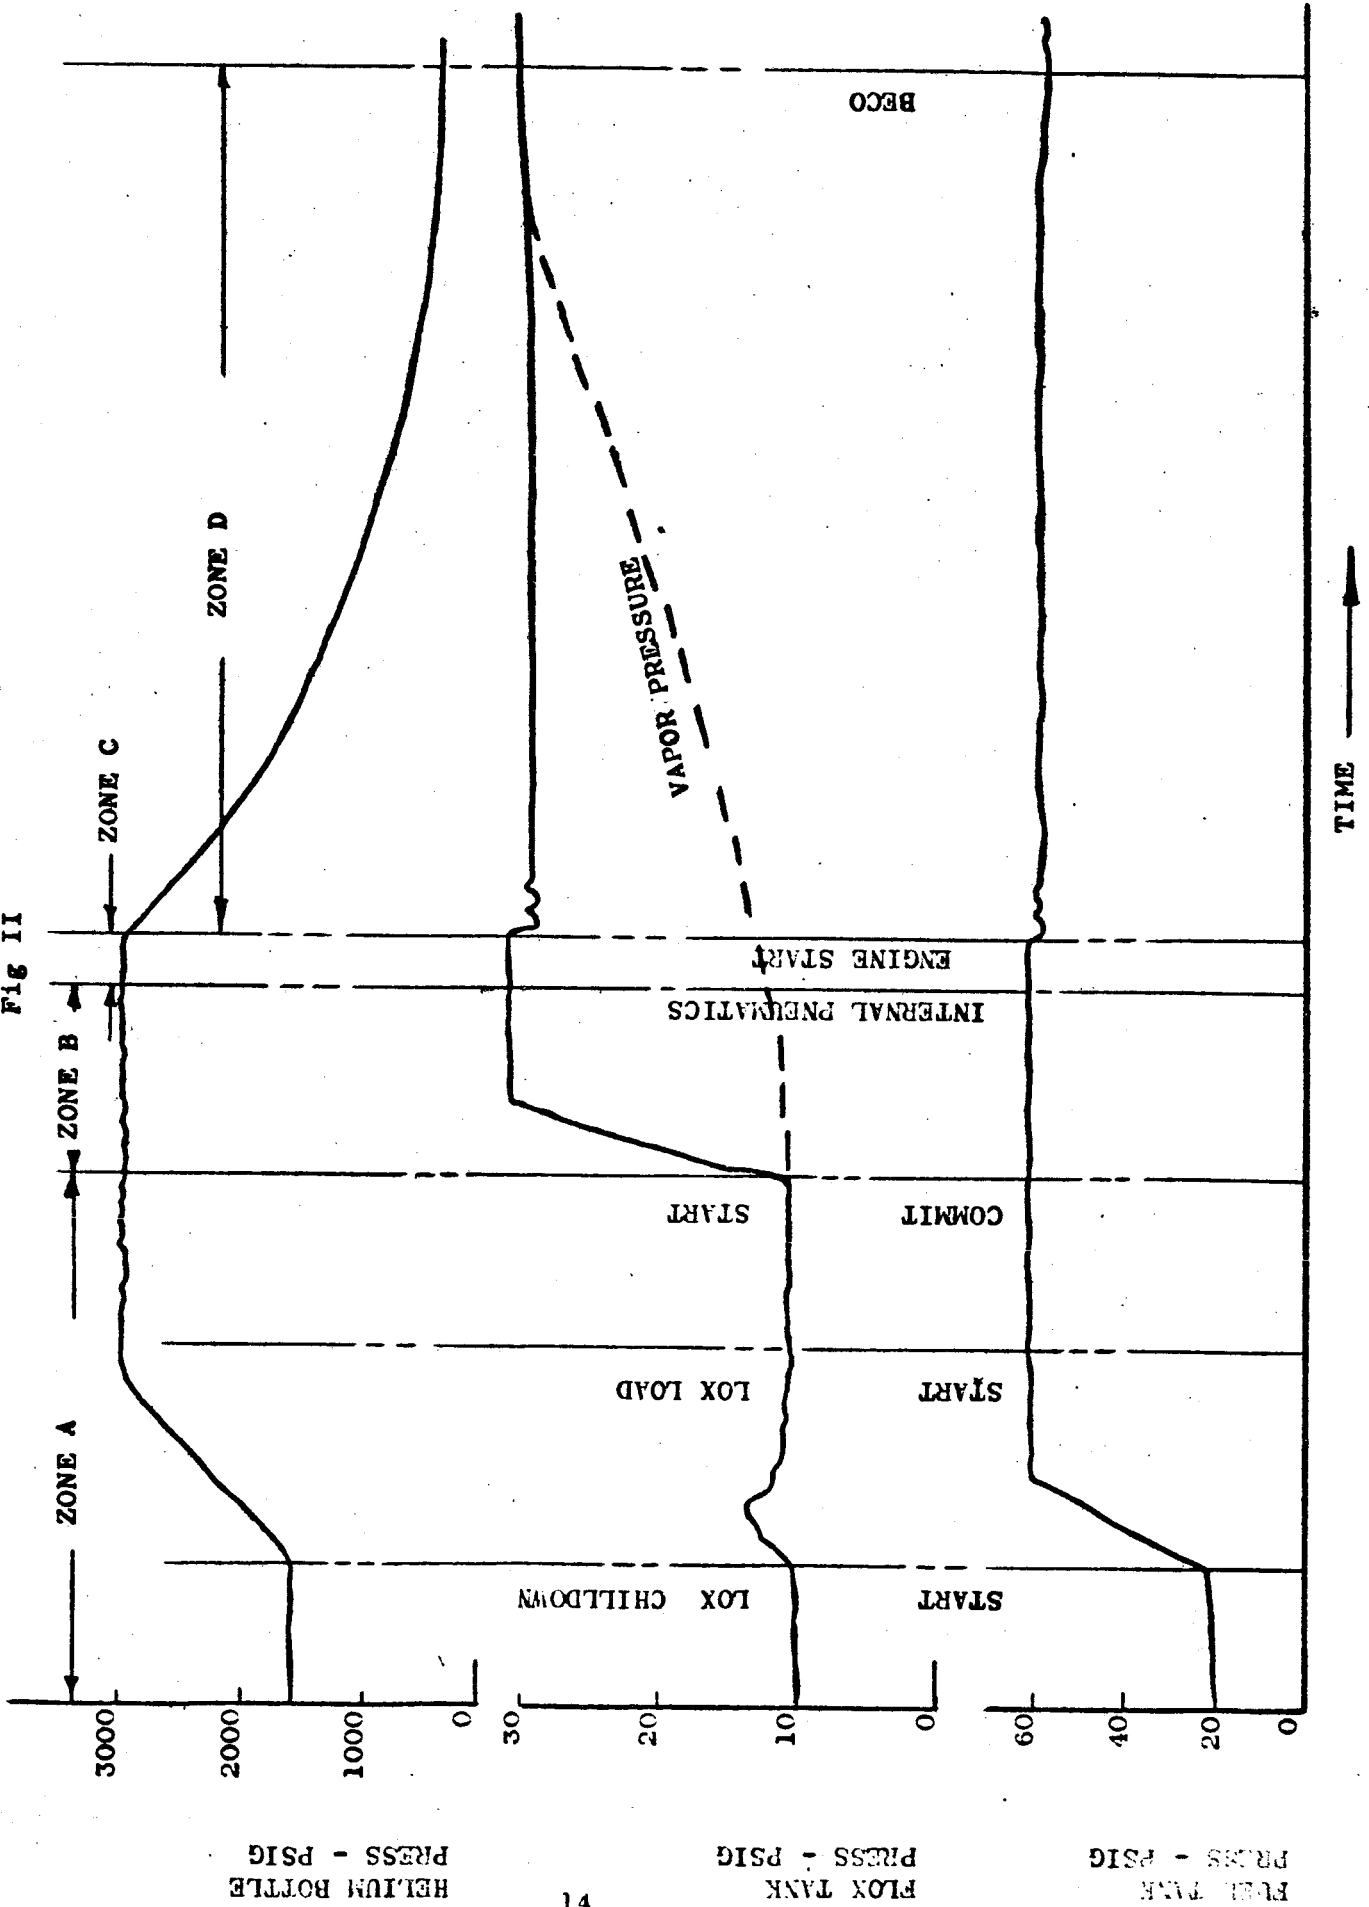 Fig II
ZONE A
ZONE B
ZONE C
ZONE D
HELIUM BOTTLE
PRESS - PSIG
3000
2000
1000
0
FLOX TANK
PRESS - PSIG
30
20
10
0
VAPOR PRESSURE
FUEL TANK
PRESS - PSIG
60
40
20
0
LOX CHILLDOWN
START
LOX LOAD
START
START
COMMIT
INTERNAL PNEUMATICS
ENGINE START
BECO
TIME
14